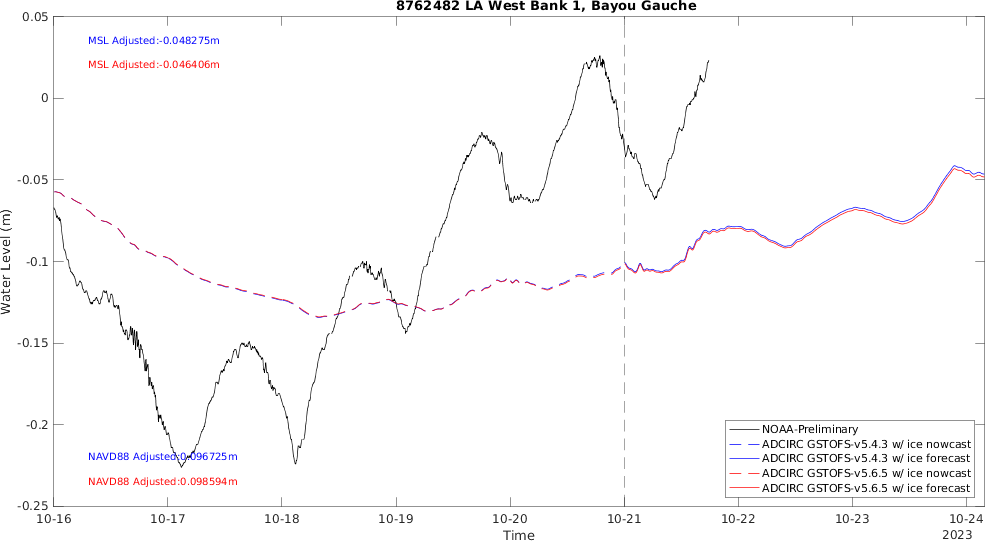 8762482 LA West Bank 1, Bayou Gauche
0.05
MSL Adjusted:-0.048275m
MSL Adjusted:-0.046406m
0
-0.05
-0.1
-0.15
-0.2
-0.25
Water Level (m)
NAVD88 Adjusted:0.096725m
NAVD88 Adjusted:0.098594m
NOAA-Preliminary
ADCIRC GSTOFS-v5.4.3 w/ ice nowcast
ADCIRC GSTOFS-v5.4.3 w/ ice forecast
ADCIRC GSTOFS-v5.6.5 w/ ice nowcast
ADCIRC GSTOFS-v5.6.5 w/ ice forecast
10-16 10-17 10-18 10-19 10-20 10-21 10-22 10-23 10-24
2023
Time